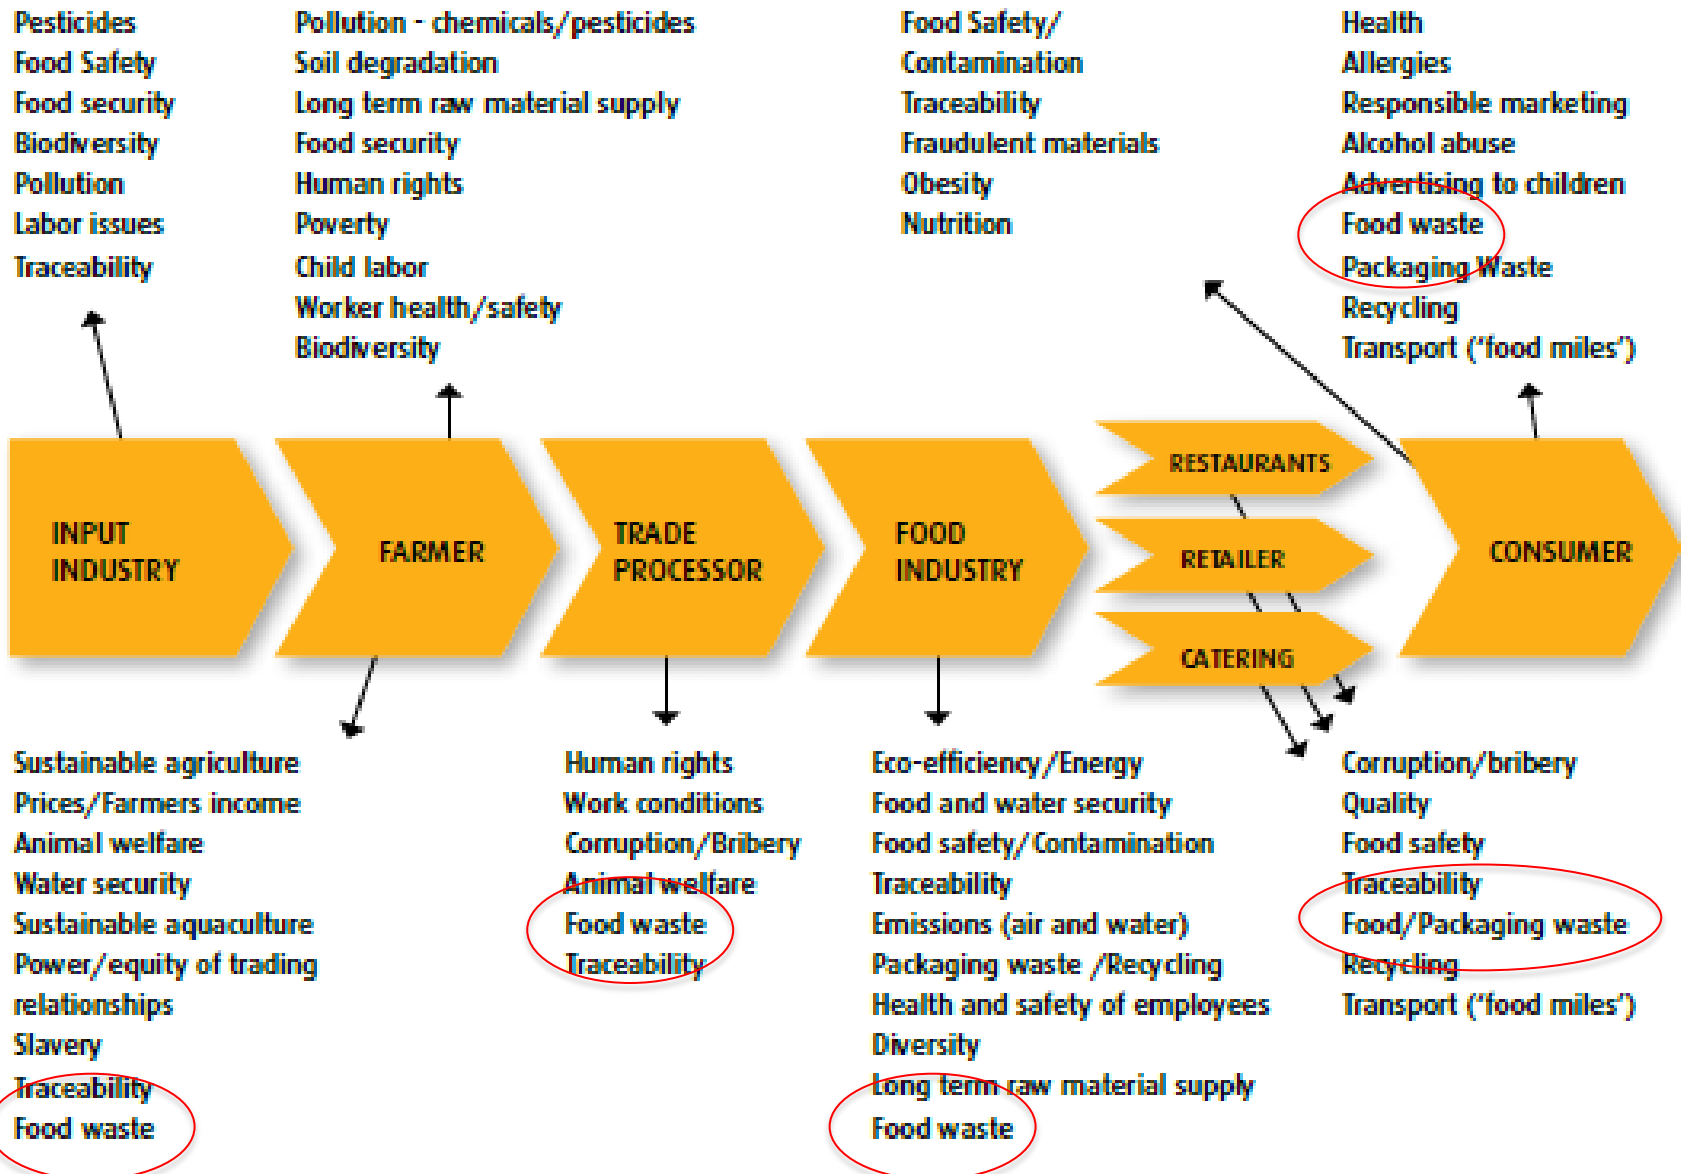 Pesticides
Food Safety
Food security
Biodiversity
Pollution
Labor issues
Traceability
Pollution - chemicals/pesticides
Soil degradation
Long term raw material supply
Food security
Human rights
Poverty
Child labor
Worker health/safety
Biodiversity
Food Safety/
Contamination
Traceability
Fraudulent materials
Obesity
Nutrition
Health
Allergies
Responsible marketing
Alcohol abuse
Advertising to children
Food waste
Packaging Waste
Recycling
Transport (‘food miles’)
INPUT
INDUSTRY
FARMER
TRADE
PROCESSOR
FOOD
INDUSTRY
RESTAURANTS
RETAILER
CATERING
CONSUMER
Sustainable agriculture
Prices/Farmers income
Animal welfare
Water security
Sustainable aquaculture
Power/equity of trading
relationships
Slavery
Traceability
Food waste
Human rights
Work conditions
Corruption/Bribery
Animal welfare
Food waste
Traceability
Eco-efficiency/Energy
Food and water security
Food safety/Contamination
Traceability
Emissions (air and water)
Packaging waste /Recycling
Health and safety of employees
Diversity
Long term raw material supply
Food waste
Corruption/bribery
Quality
Food safety
Traceability
Food/Packaging waste
Recycling
Transport (‘food miles’)